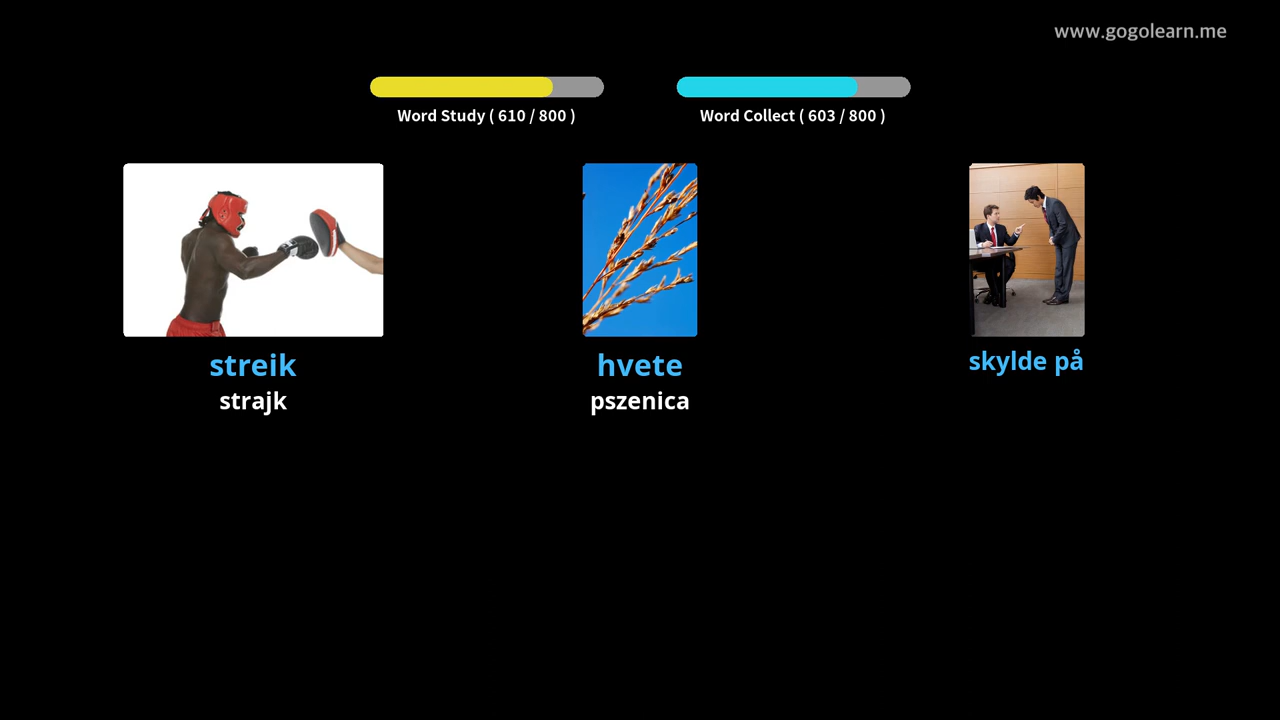 www.gogolearn.me
Word Study ( 610 / 800 )
Word Collect ( 603 / 800 )
streik
strajk
hvete
pszenica
skylde på